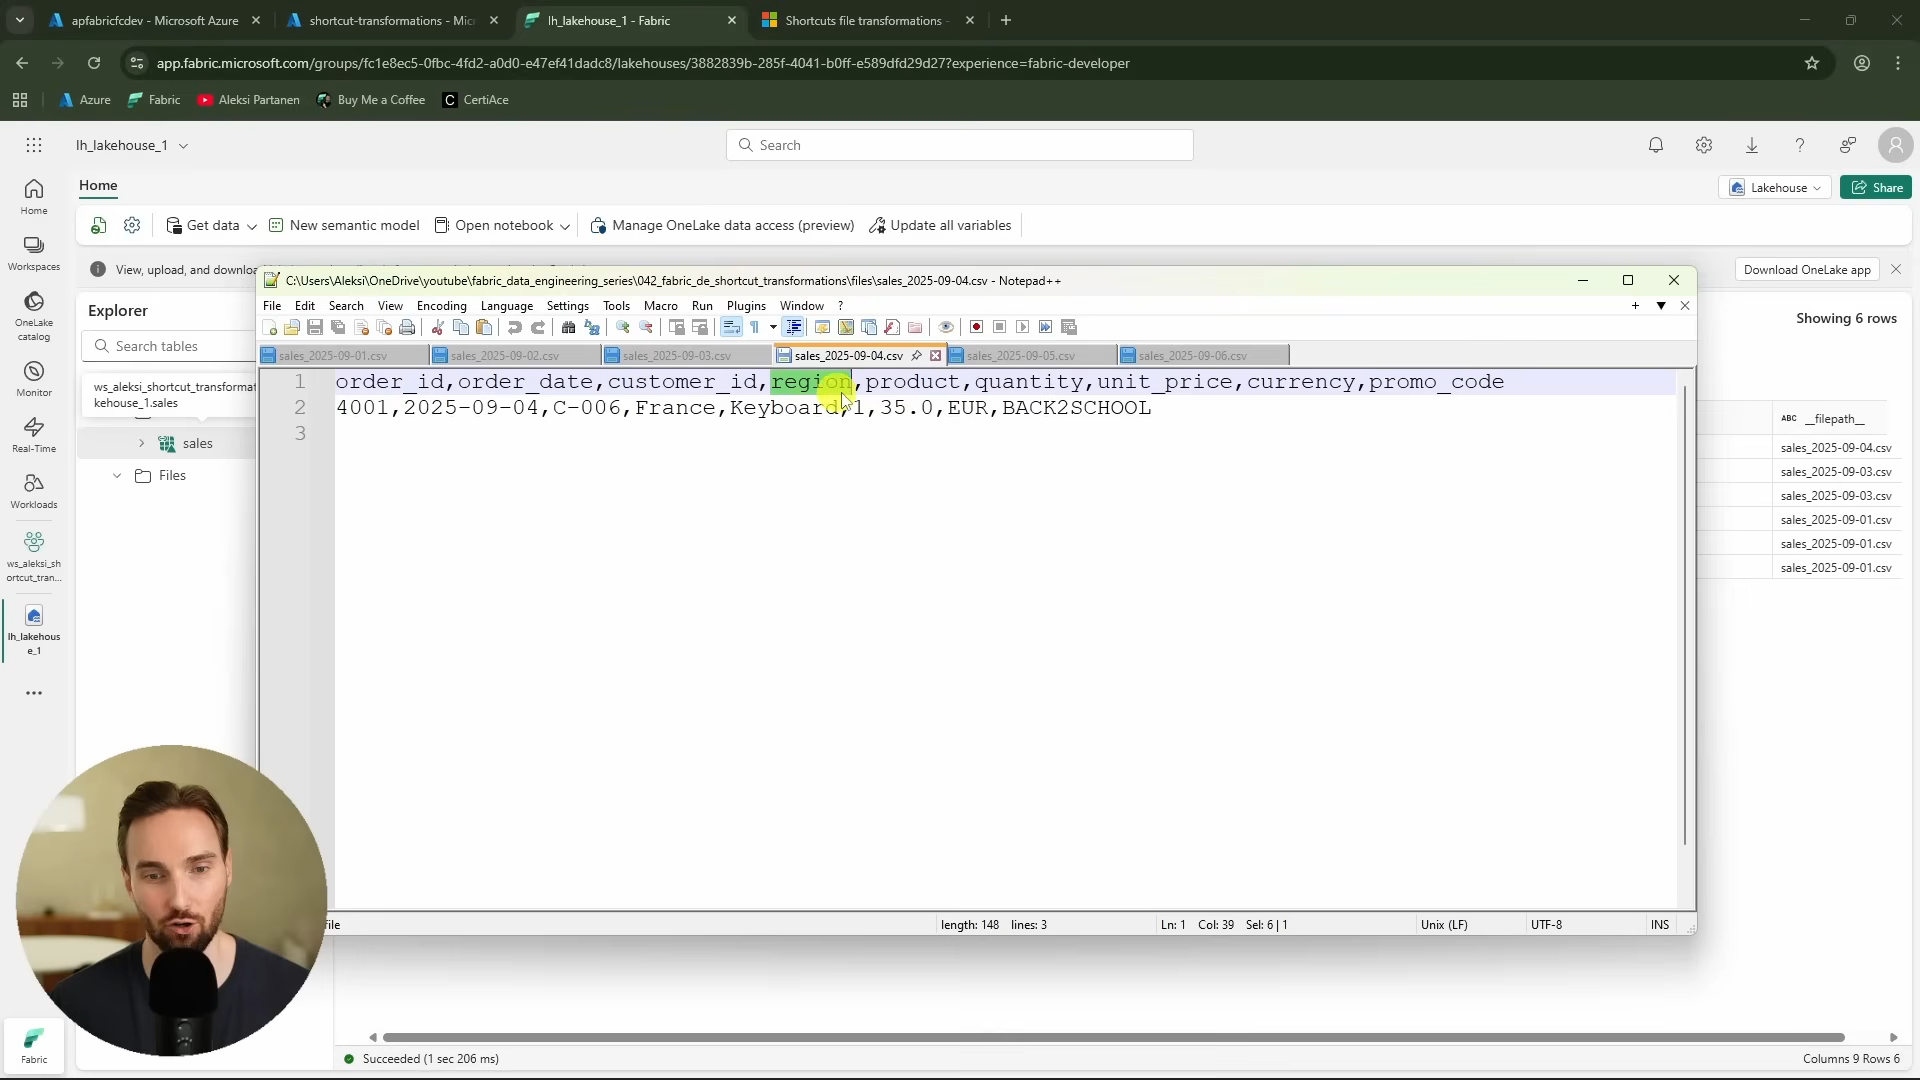 apfabricfcdev - Microsoft Azure
shortcut-transformations - Mic
lh_lakehouse_1 - Fabric
Shortcuts file transformations -
app.fabric.microsoft.com/groups/fc1e8ec5-0fbc-4fd2-a0d0-e47ef41dadc8/lakehouses/3882839b-285f-4041-b0ff-e589dfd29d27?experience=fabric-developer
Azure
Fabric
Aleksi Partanen
Buy Me a Coffee
CertiAce
lh_lakehouse_1
Search
Home
Lakehouse
Share
Get data
New semantic model
Open notebook
Manage OneLake data access (preview)
Update all variables
View, upload, and downloa
Download OneLake app
Home
Workspaces
OneLake
catalog
Monitor
Real-Time
Workloads
ws_aleksi_sh
ortcut_tran...
lh_lakehous
e_1
Fabric
Explorer
Search tables
ws_aleksi_shortcut_transformat
kehouse_1.sales
sales
Files
C:\Users\Aleksi\OneDrive\youtube\fabric_data_engineering_series\042_fabric_de_shortcut_transformations\files\sales_2025-09-04.csv - Notepad++
File Edit Search View Encoding Language Settings Tools Macro Run Plugins Window ?
sales_2025-09-01.csv
sales_2025-09-02.csv
sales_2025-09-03.csv
sales_2025-09-04.csv
sales_2025-09-05.csv
sales_2025-09-06.csv
1 order_id,order_date,customer_id,region,product,quantity,unit_price,currency,promo_code
2 4001,2025-09-04,C-006,France,Keyboard,1,35.0,EUR,BACK2SCHOOL
3
file
length: 148 lines: 3
Ln: 1 Col: 39 Sel: 6 | 1
Unix (LF)
UTF-8
INS
Showing 6 rows
ABC __filepath__
sales_2025-09-04.csv
sales_2025-09-03.csv
sales_2025-09-03.csv
sales_2025-09-01.csv
sales_2025-09-01.csv
sales_2025-09-01.csv
Succeeded (1 sec 206 ms)
Columns 9 Rows 6